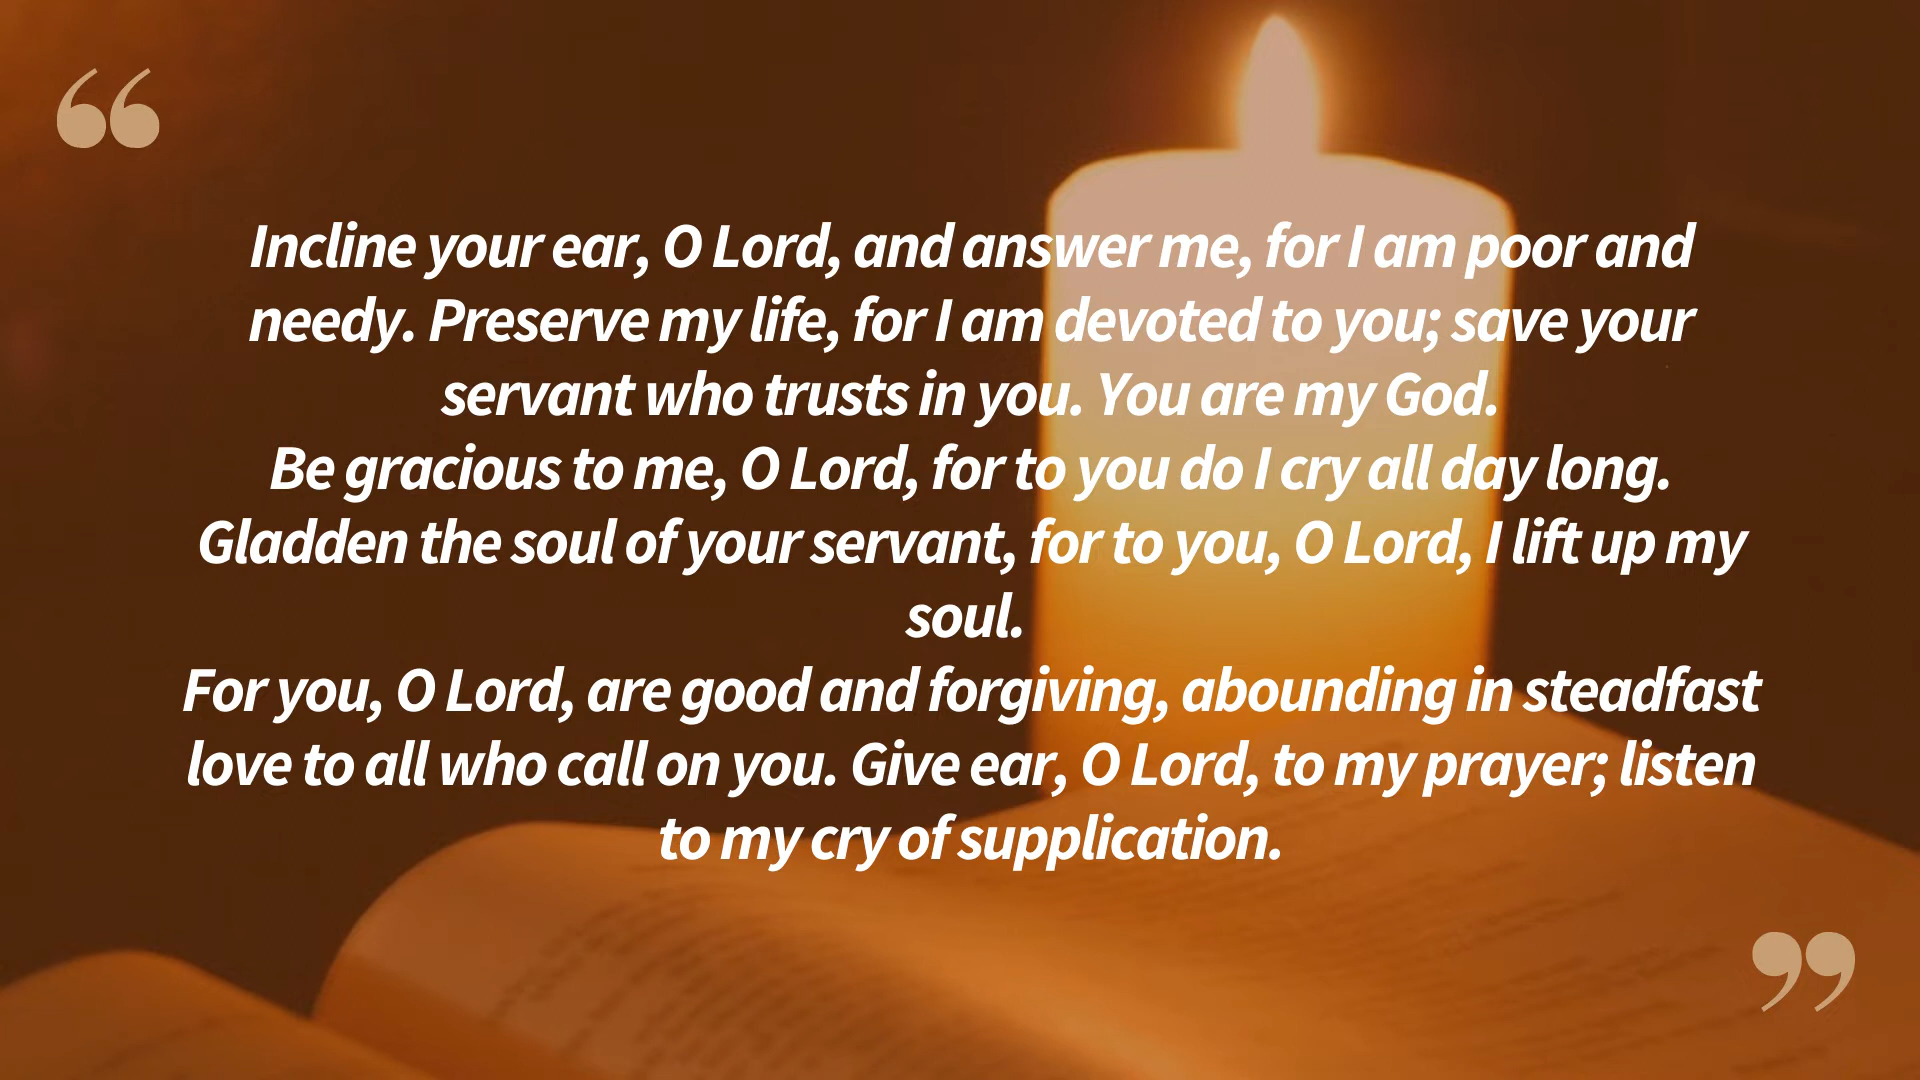 “
Incline your ear, O Lord, and answer me, for I am poor and
needy. Preserve my life, for I am devoted to you; save your
servant who trusts in you. You are my God.
Be gracious to me, O Lord, for to you do I cry all day long.
Gladden the soul of your servant, for to you, O Lord, I lift up my
soul.
For you, O Lord, are good and forgiving, abounding in steadfast
love to all who call on you. Give ear, O Lord, to my prayer; listen
to my cry of supplication.
”